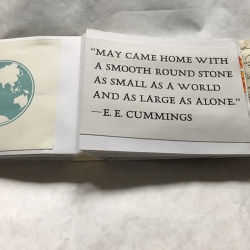 “MAY CAME HOME WITH
A SMOOTH ROUND STONE
AS SMALL AS A WORLD
AND AS LARGE AS ALONE.”
—E. E. CUMMINGS